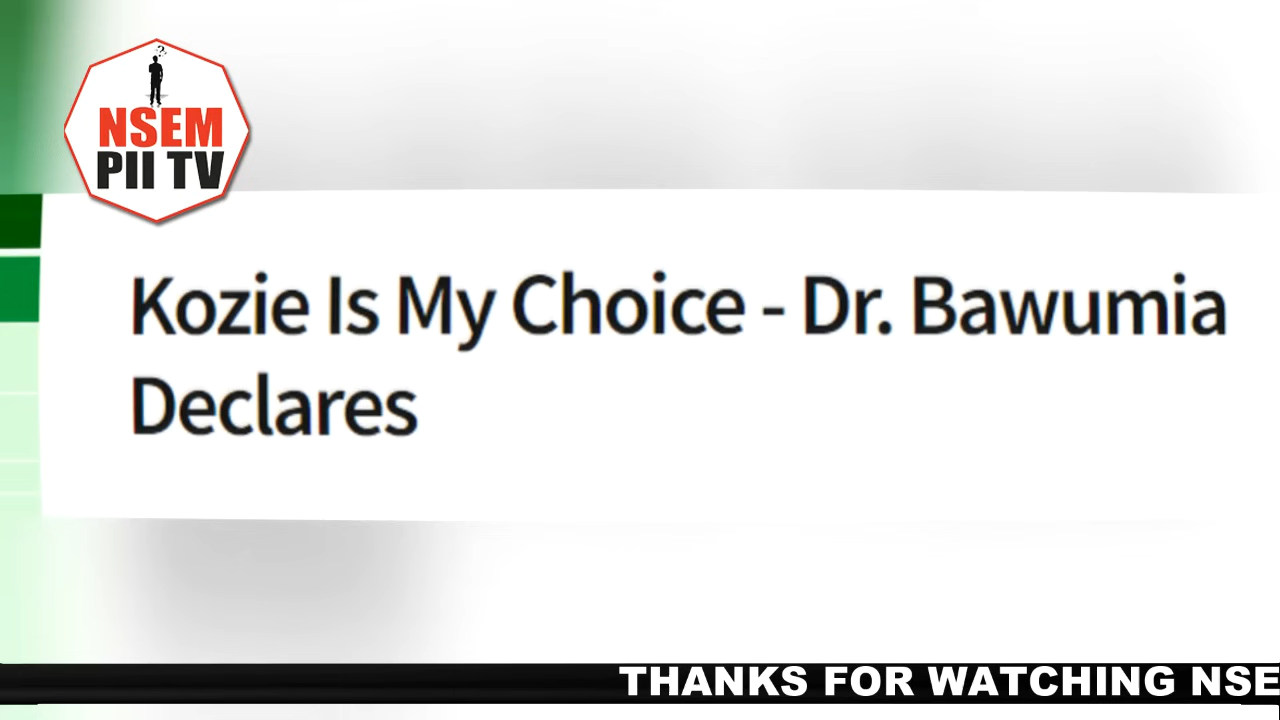 ?
NSEM
PII TV
Kozie Is My Choice - Dr. Bawumia
Declares
THANKS FOR WATCHING NSE